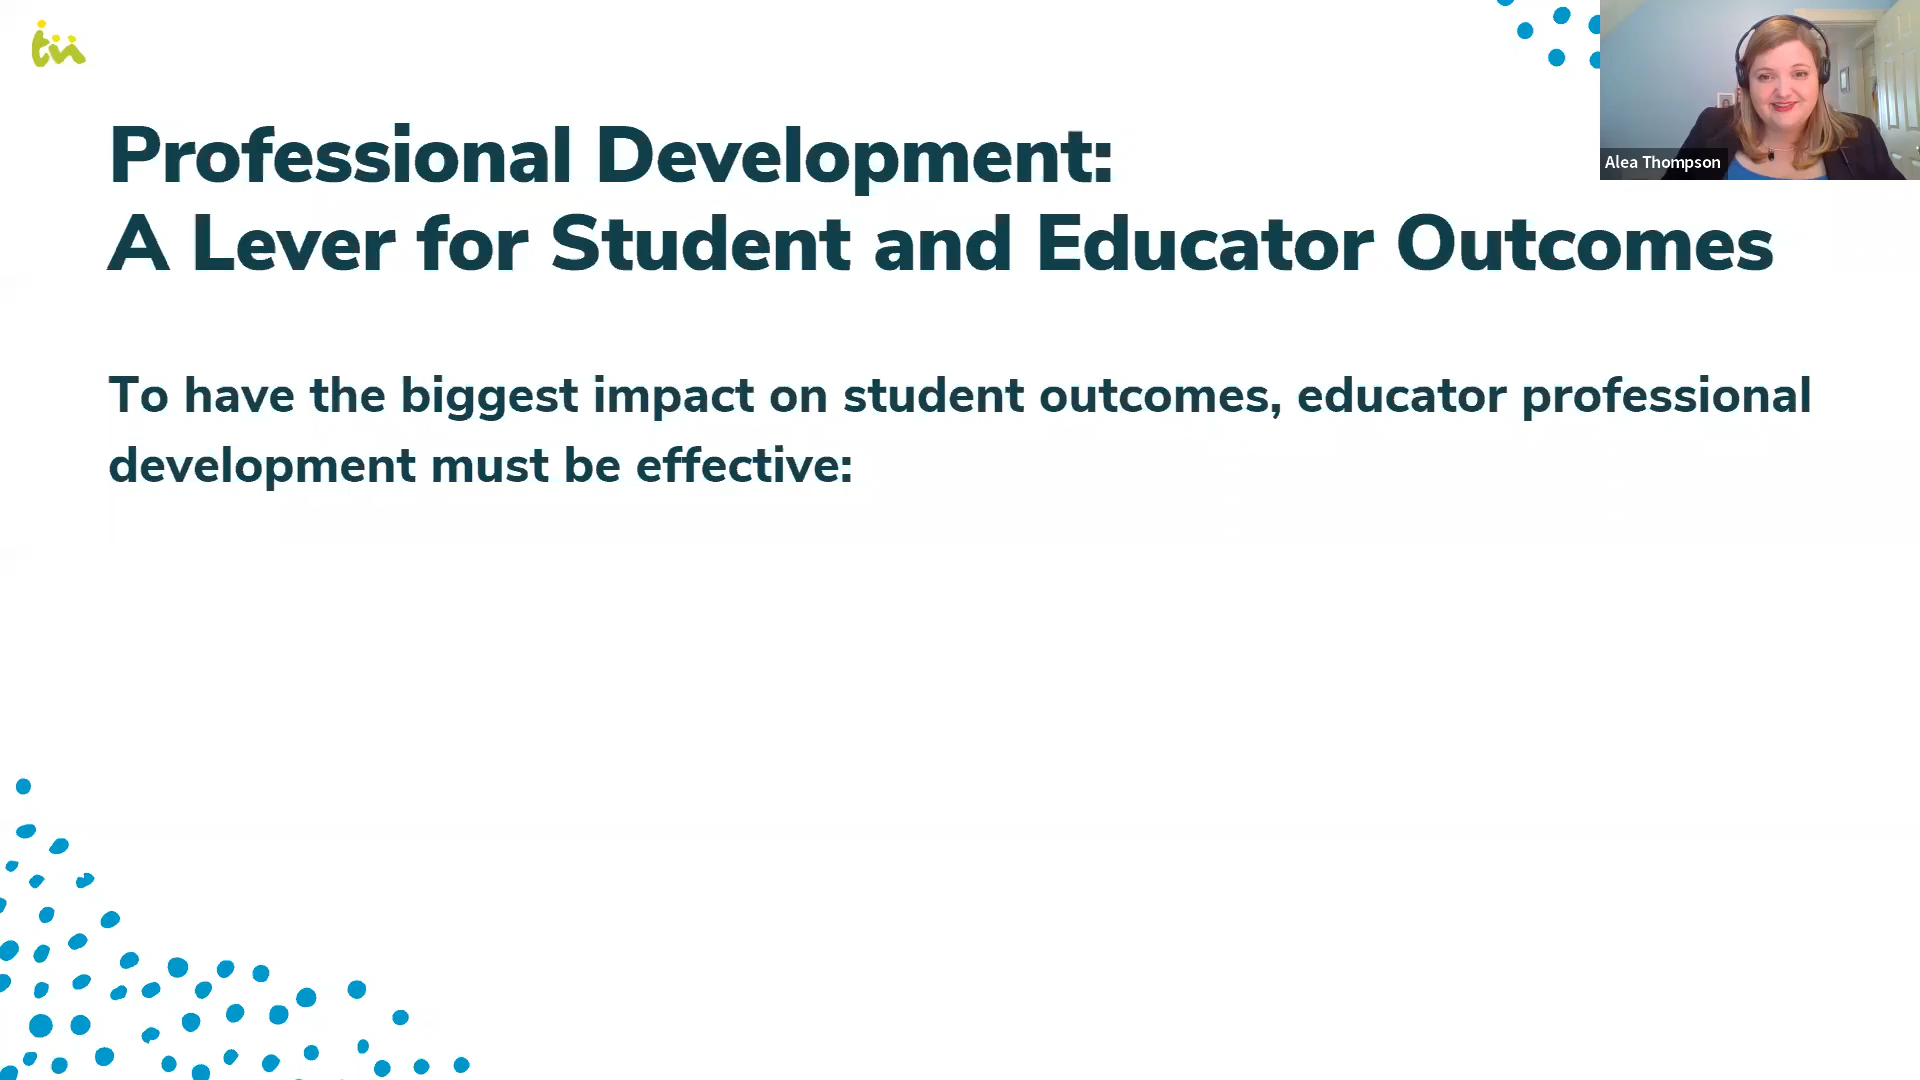 Professional Development:
A Lever for Student and Educator Outcomes
Alea Thompson
To have the biggest impact on student outcomes, educator professional
development must be effective: